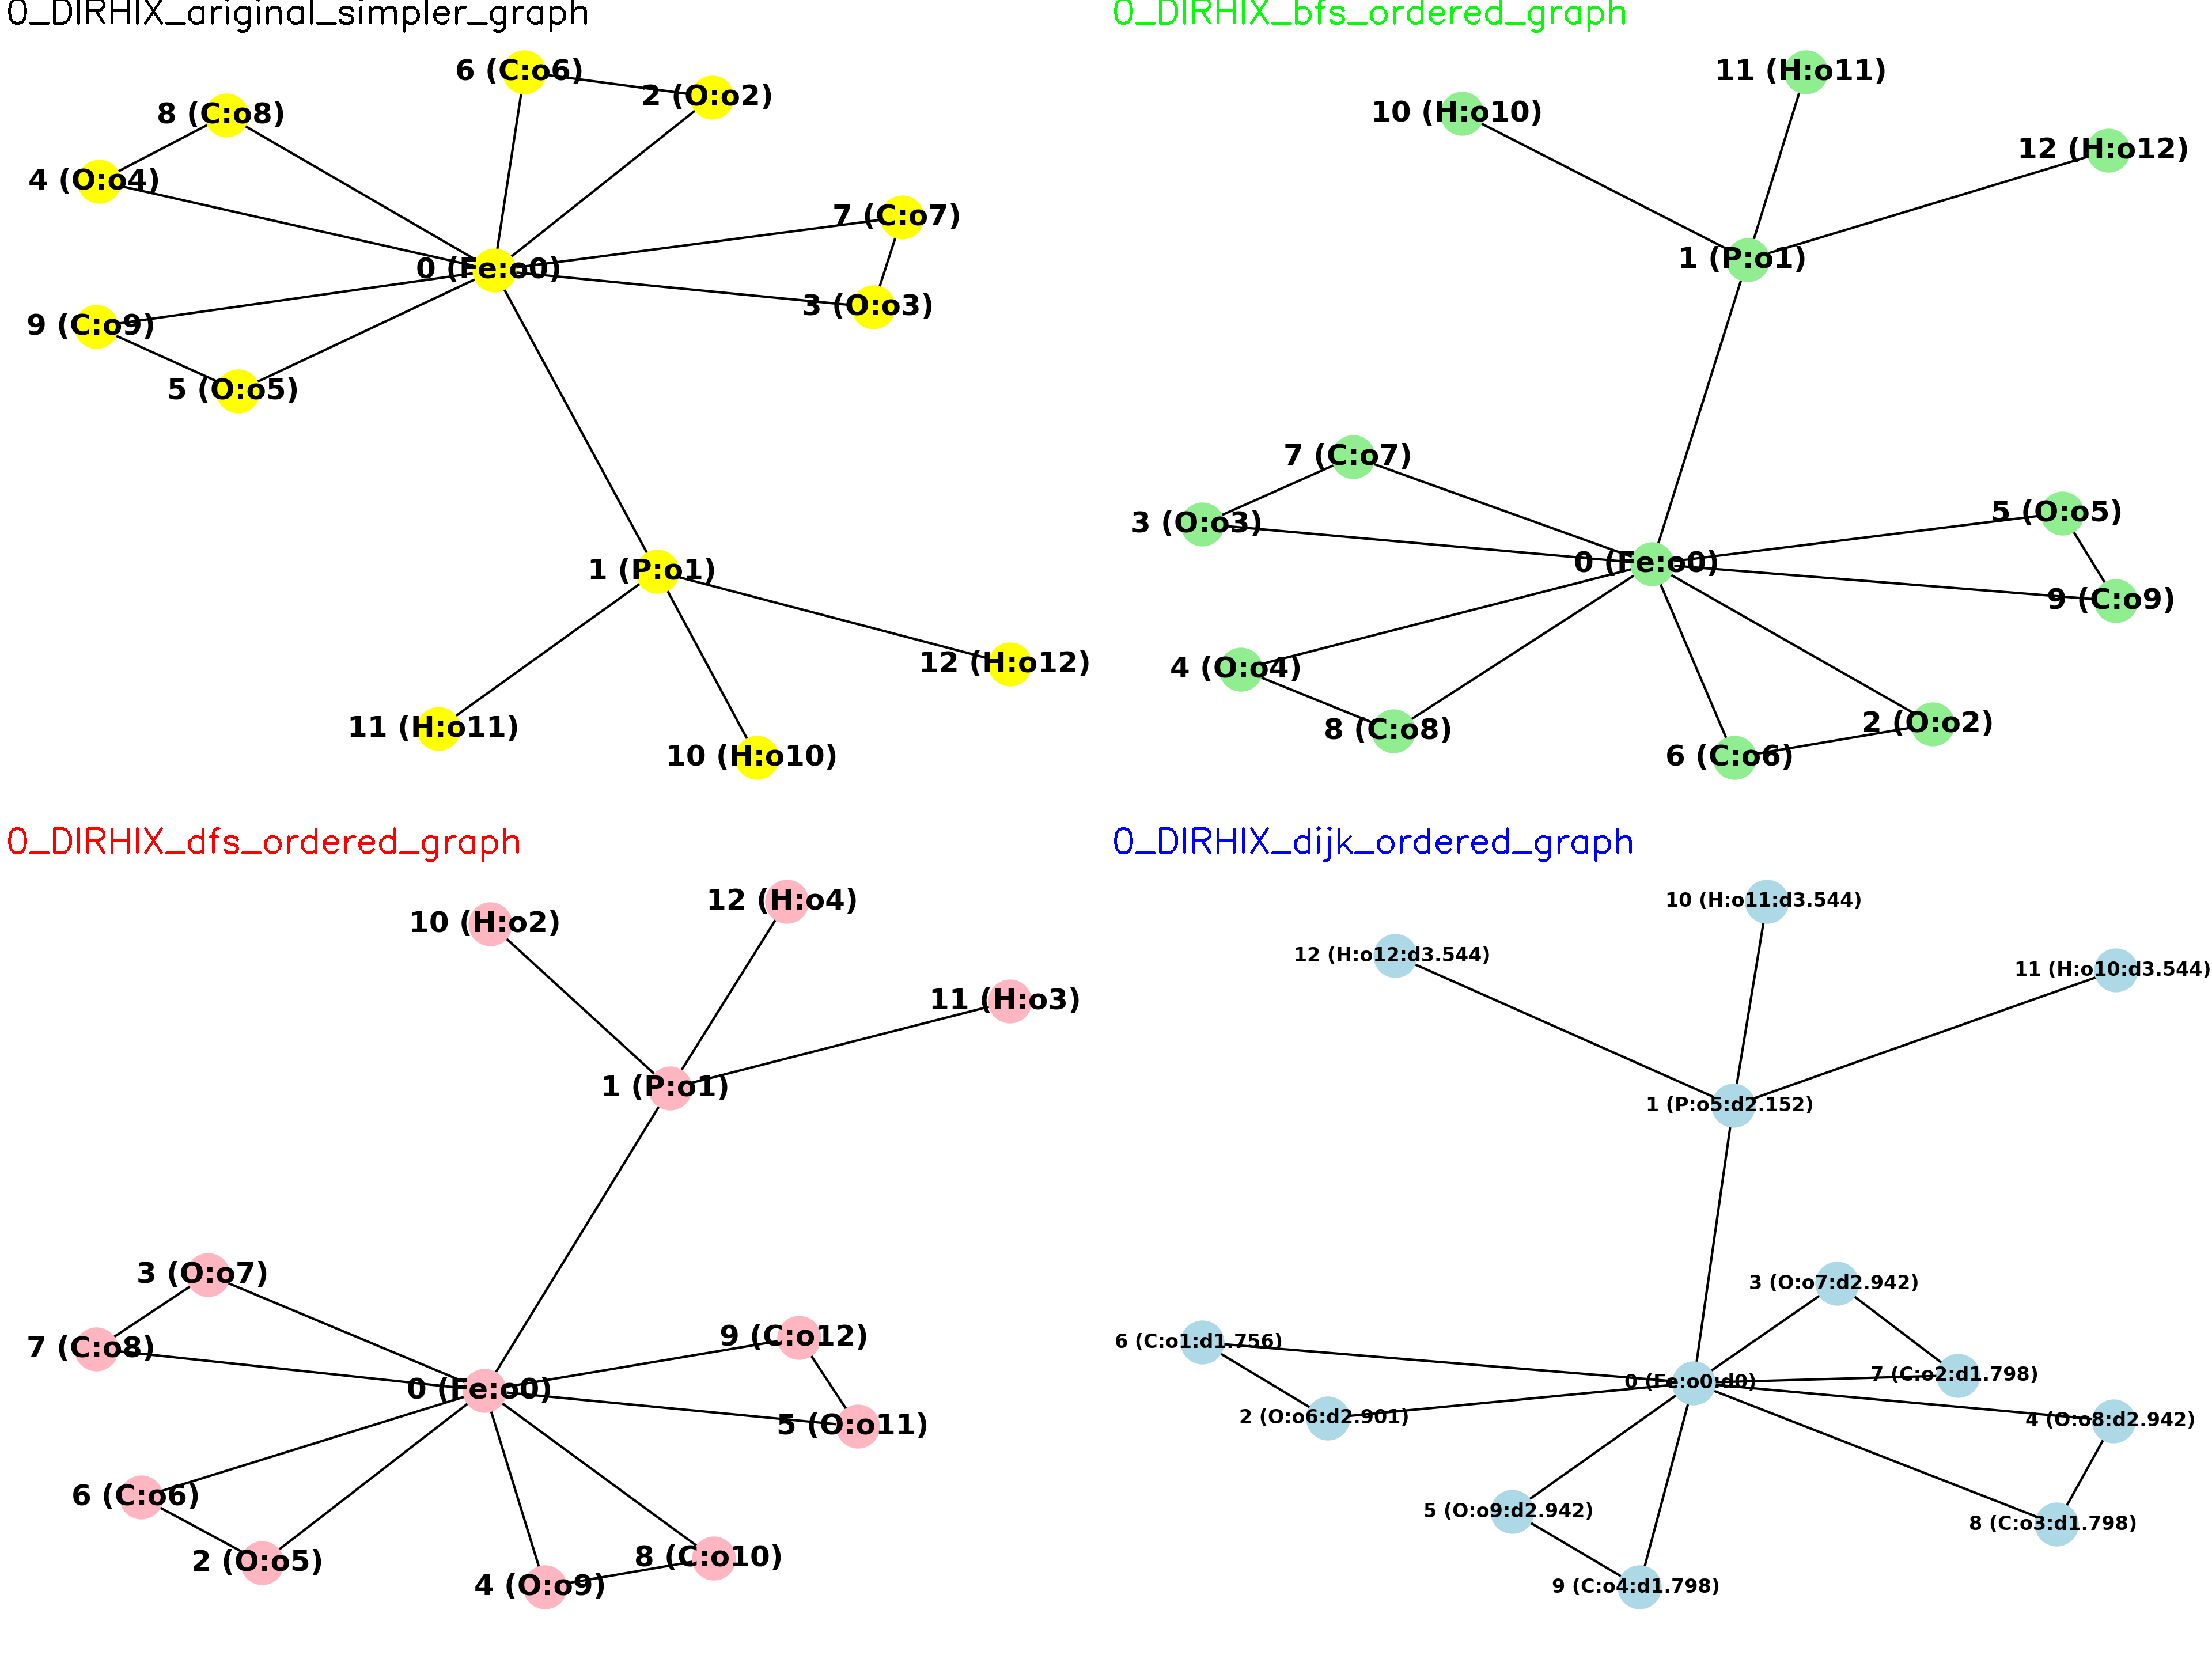 0_DIRHIX_ariginal_simpler_graph
6 (C:o6)
2 (O:o2)
8 (C:o8)
4 (O:o4)
7 (C:o7)
0 (Fe:o0)
3 (O:o3)
9 (C:o9)
5 (O:o5)
1 (P:o1)
12 (H:o12)
11 (H:o11)
10 (H:o10)
0_DIRHIX_bfs_ordered_graph
11 (H:o11)
10 (H:o10)
12 (H:o12)
1 (P:o1)
7 (C:o7)
5 (O:o5)
3 (O:o3)
0 (Fe:o0)
9 (C:o9)
4 (O:o4)
2 (O:o2)
8 (C:o8)
6 (C:o6)
0_DIRHIX_dfs_ordered_graph
12 (H:o4)
10 (H:o2)
11 (H:o3)
1 (P:o1)
3 (O:o7)
9 (C:o12)
7 (C:o8)
0 (Fe:o0)
5 (O:o11)
6 (C:o6)
8 (C:o10)
2 (O:o5)
4 (O:o9)
0_DIRHIX_dijk_ordered_graph
10 (H:o11:d3.544)
12 (H:o12:d3.544)
11 (H:o10:d3.544)
1 (P:o5:d2.152)
3 (O:o7:d2.942)
6 (C:o1:d1.756)
7 (C:o2:d1.798)
0 (Fe:o0:d0)
2 (O:o6:d2.901)
4 (O:o8:d2.942)
5 (O:o9:d2.942)
8 (C:o3:d1.798)
9 (C:o4:d1.798)